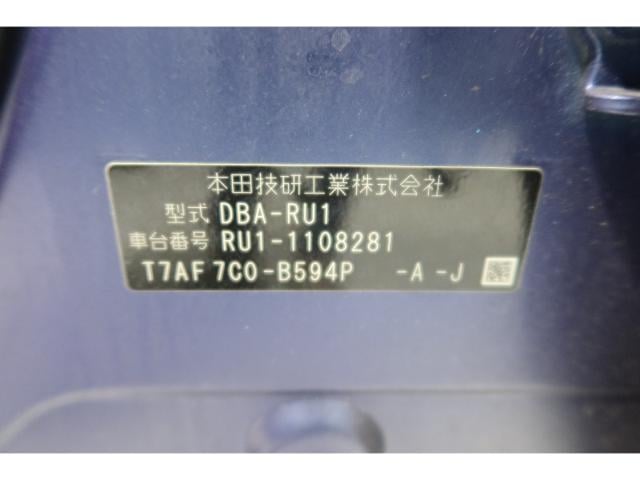 本田技研工業株式会社
型式 DBA-RU1
車台番号 RU1-1108281
T7AF 7C0-B594P -A -J